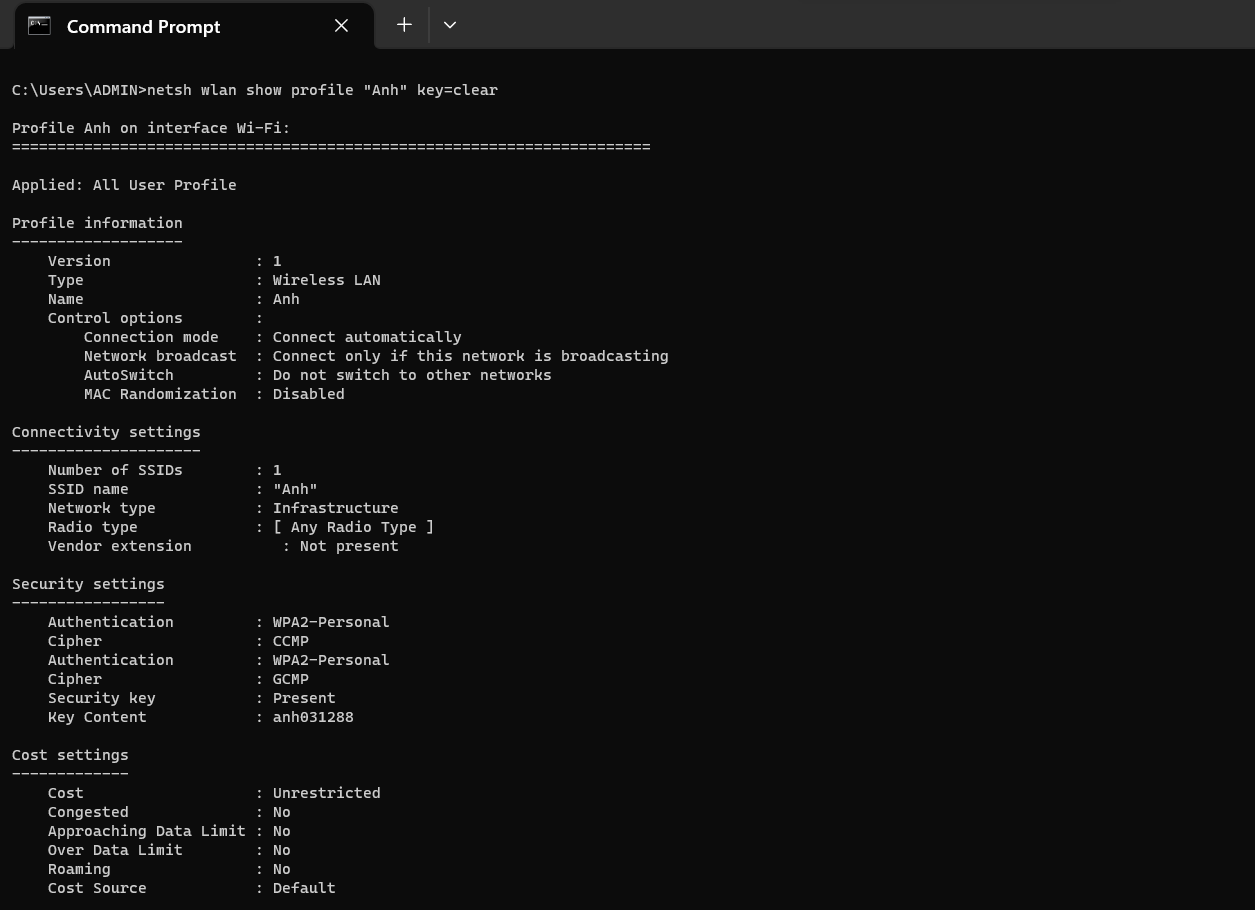 Command Prompt
C:\Users\ADMIN>netsh wlan show profile "Anh" key=clear
Profile Anh on interface Wi-Fi:
=======================================================================
Applied: All User Profile
Profile information
-------------------
    Version                : 1
    Type                   : Wireless LAN
    Name                   : Anh
    Control options        :
        Connection mode    : Connect automatically
        Network broadcast  : Connect only if this network is broadcasting
        AutoSwitch         : Do not switch to other networks
        MAC Randomization  : Disabled
Connectivity settings
---------------------
    Number of SSIDs        : 1
    SSID name              : "Anh"
    Network type           : Infrastructure
    Radio type             : [ Any Radio Type ]
    Vendor extension          : Not present
Security settings
-----------------
    Authentication         : WPA2-Personal
    Cipher                 : CCMP
    Authentication         : WPA2-Personal
    Cipher                 : GCMP
    Security key           : Present
    Key Content            : anh031288
Cost settings
-------------
    Cost                   : Unrestricted
    Congested              : No
    Approaching Data Limit : No
    Over Data Limit        : No
    Roaming                : No
    Cost Source            : Default